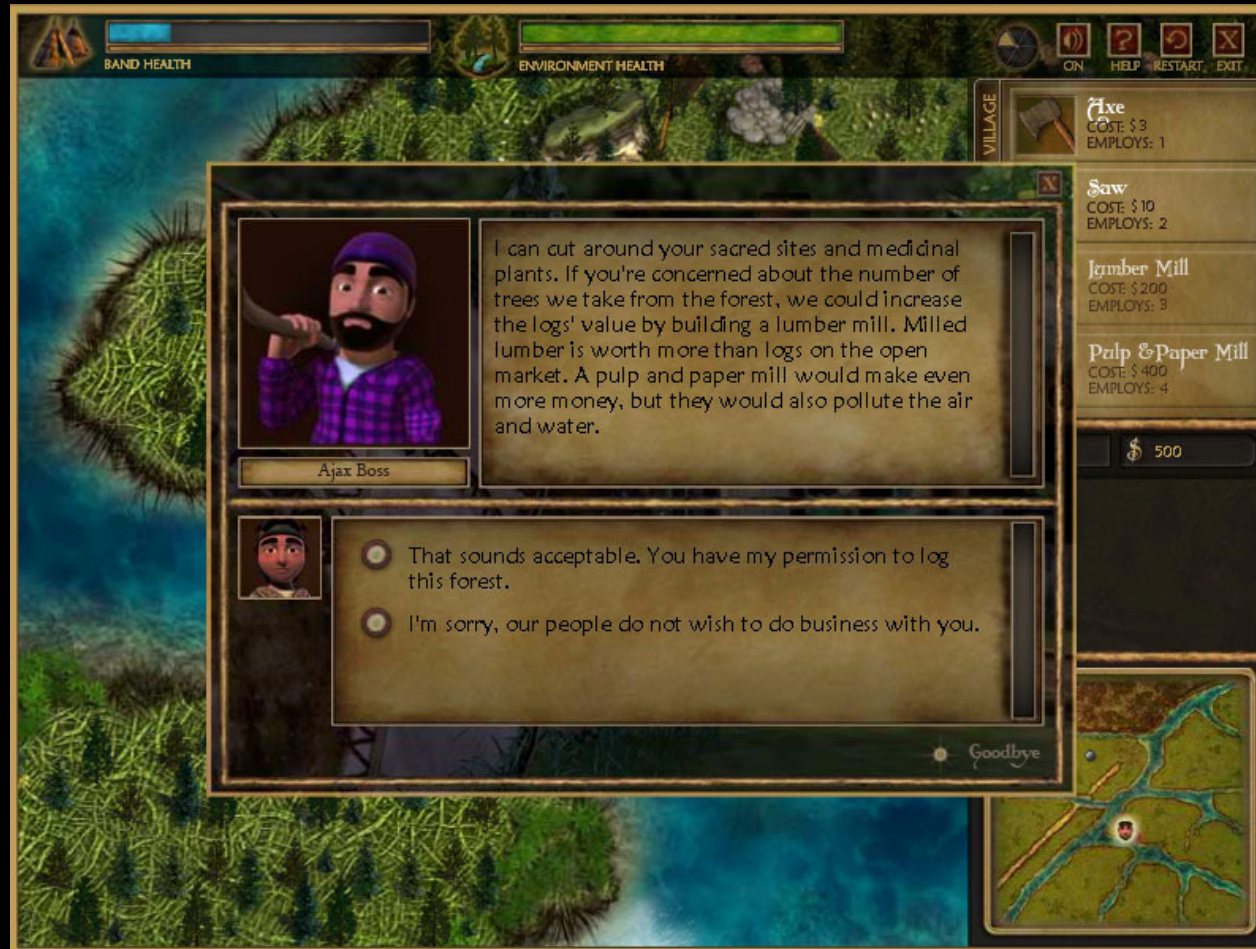 BAND HEALTH
ENVIRONMENT HEALTH
ON
HELP
RESTART
EXIT
VILLAGE
Axe
COST: $3
EMPLOYS: 1
Saw
COST: $10
EMPLOYS: 2
Lumber Mill
COST: $200
EMPLOYS: 3
Pulp & Paper Mill
COST: $400
EMPLOYS: 4
$ 500
X
I can cut around your sacred sites and medicinal
plants. If you're concerned about the number of
trees we take from the forest, we could increase
the logs' value by building a lumber mill. Milled
lumber is worth more than logs on the open
market. A pulp and paper mill would make even
more money, but they would also pollute the air
and water.
Ajax Boss
That sounds acceptable. You have my permission to log
this forest.
I'm sorry, our people do not wish to do business with you.
Goodbye